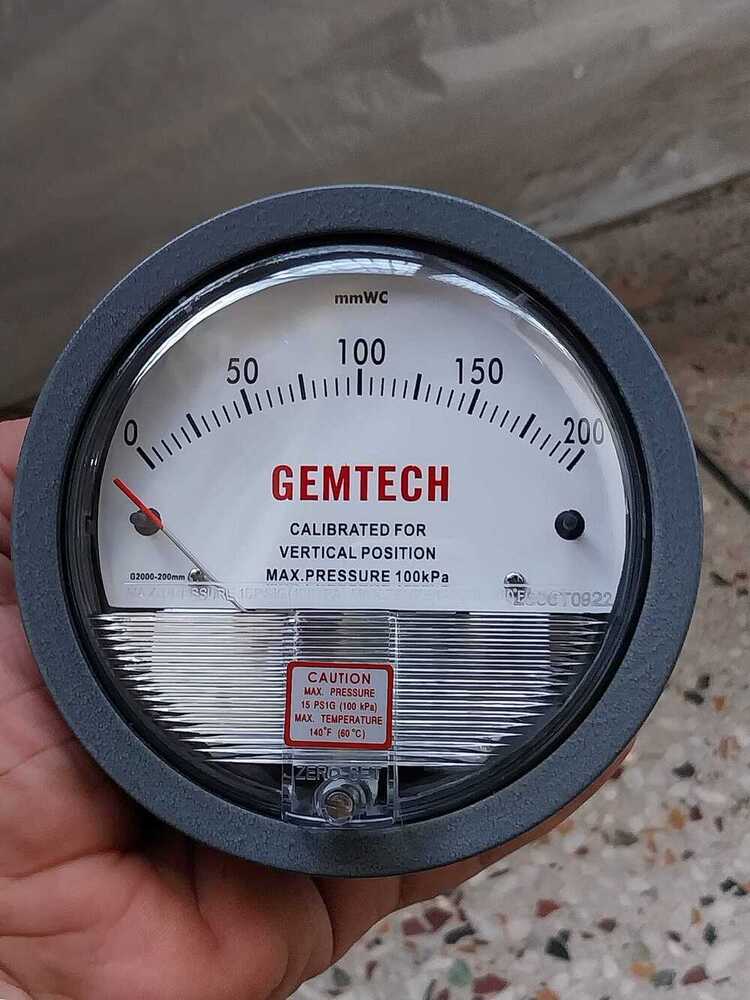 mmWC
0 50 100 150 200
GEMTECH
CALIBRATED FOR
VERTICAL POSITION
MAX.PRESSURE 100kPa
G2000-200mm
CAUTION
MAX. PRESSURE
15 PS1G (100 kPa)
MAX. TEMPERATURE
140°F (60°C)
ZERO SET